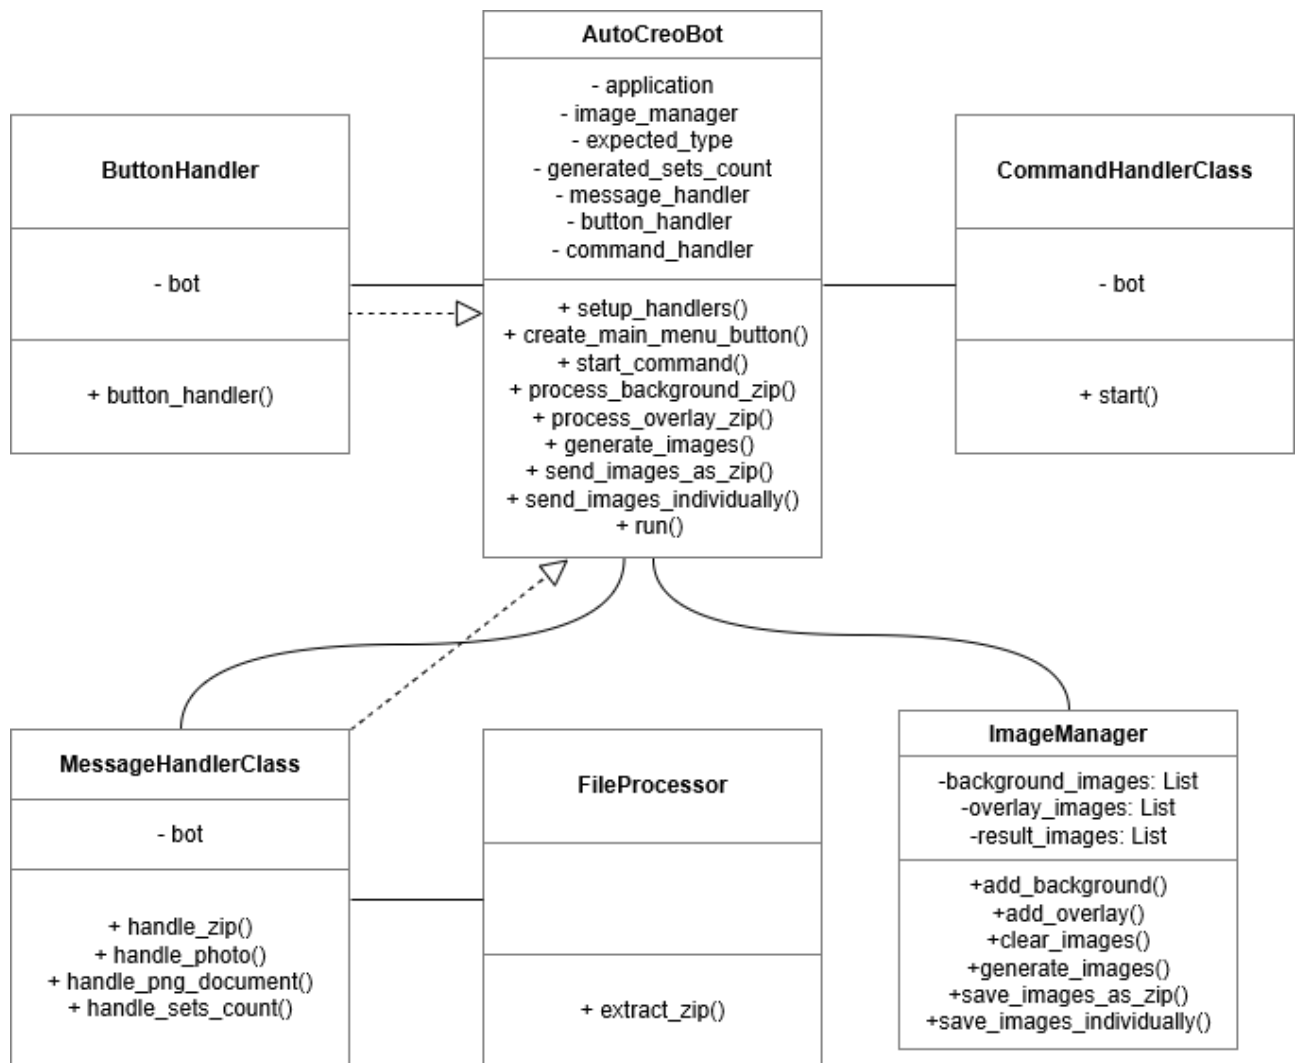 AutoCreoBot
- application
- image_manager
- expected_type
- generated_sets_count
- message_handler
- button_handler
- command_handler
+ setup_handlers()
+ create_main_menu_button()
+ start_command()
+ process_background_zip()
+ process_overlay_zip()
+ generate_images()
+ send_images_as_zip()
+ send_images_individually()
+ run()
ButtonHandler
- bot
+ button_handler()
CommandHandlerClass
- bot
+ start()
MessageHandlerClass
- bot
+ handle_zip()
+ handle_photo()
+ handle_png_document()
+ handle_sets_count()
FileProcessor
+ extract_zip()
ImageManager
-background_images: List
-overlay_images: List
-result_images: List
+add_background()
+add_overlay()
+clear_images()
+generate_images()
+save_images_as_zip()
+save_images_individually()